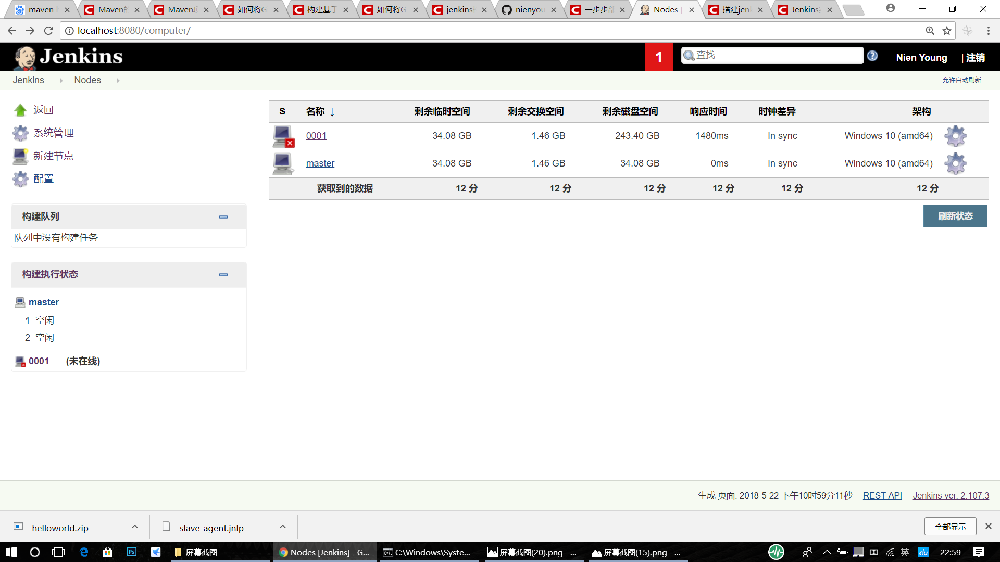 maven
Maven的
Maven项
如何将G
构建基于
如何将G
jenkins
nienyou
一步步部
Nodes [
搭建jenk
Jenkins
localhost:8080/computer/
Jenkins
1
查找
Nien Young
| 注销
Jenkins
Nodes
允许自动刷新
返回
系统管理
新建节点
配置
S 名称 ↓ 剩余临时空间 剩余交换空间 剩余磁盘空间 响应时间 时钟差异 架构
0001 34.08 GB 1.46 GB 243.40 GB 1480ms In sync Windows 10 (amd64)
master 34.08 GB 1.46 GB 34.08 GB 0ms In sync Windows 10 (amd64)
获取到的数据 12 分 12 分 12 分 12 分 12 分 12 分
刷新状态
构建队列
队列中没有构建任务
构建执行状态
master
1 空闲
2 空闲
0001 (未在线)
生成 页面: 2018-5-22 下午10时59分11秒 REST API Jenkins ver. 2.107.3
helloworld.zip
slave-agent.jnlp
全部显示
Ps
屏幕截图
Nodes [Jenkins] - G...
C:\Windows\Syste...
屏幕截图(20).png - ...
屏幕截图(15).png - ...
英
du
22:59